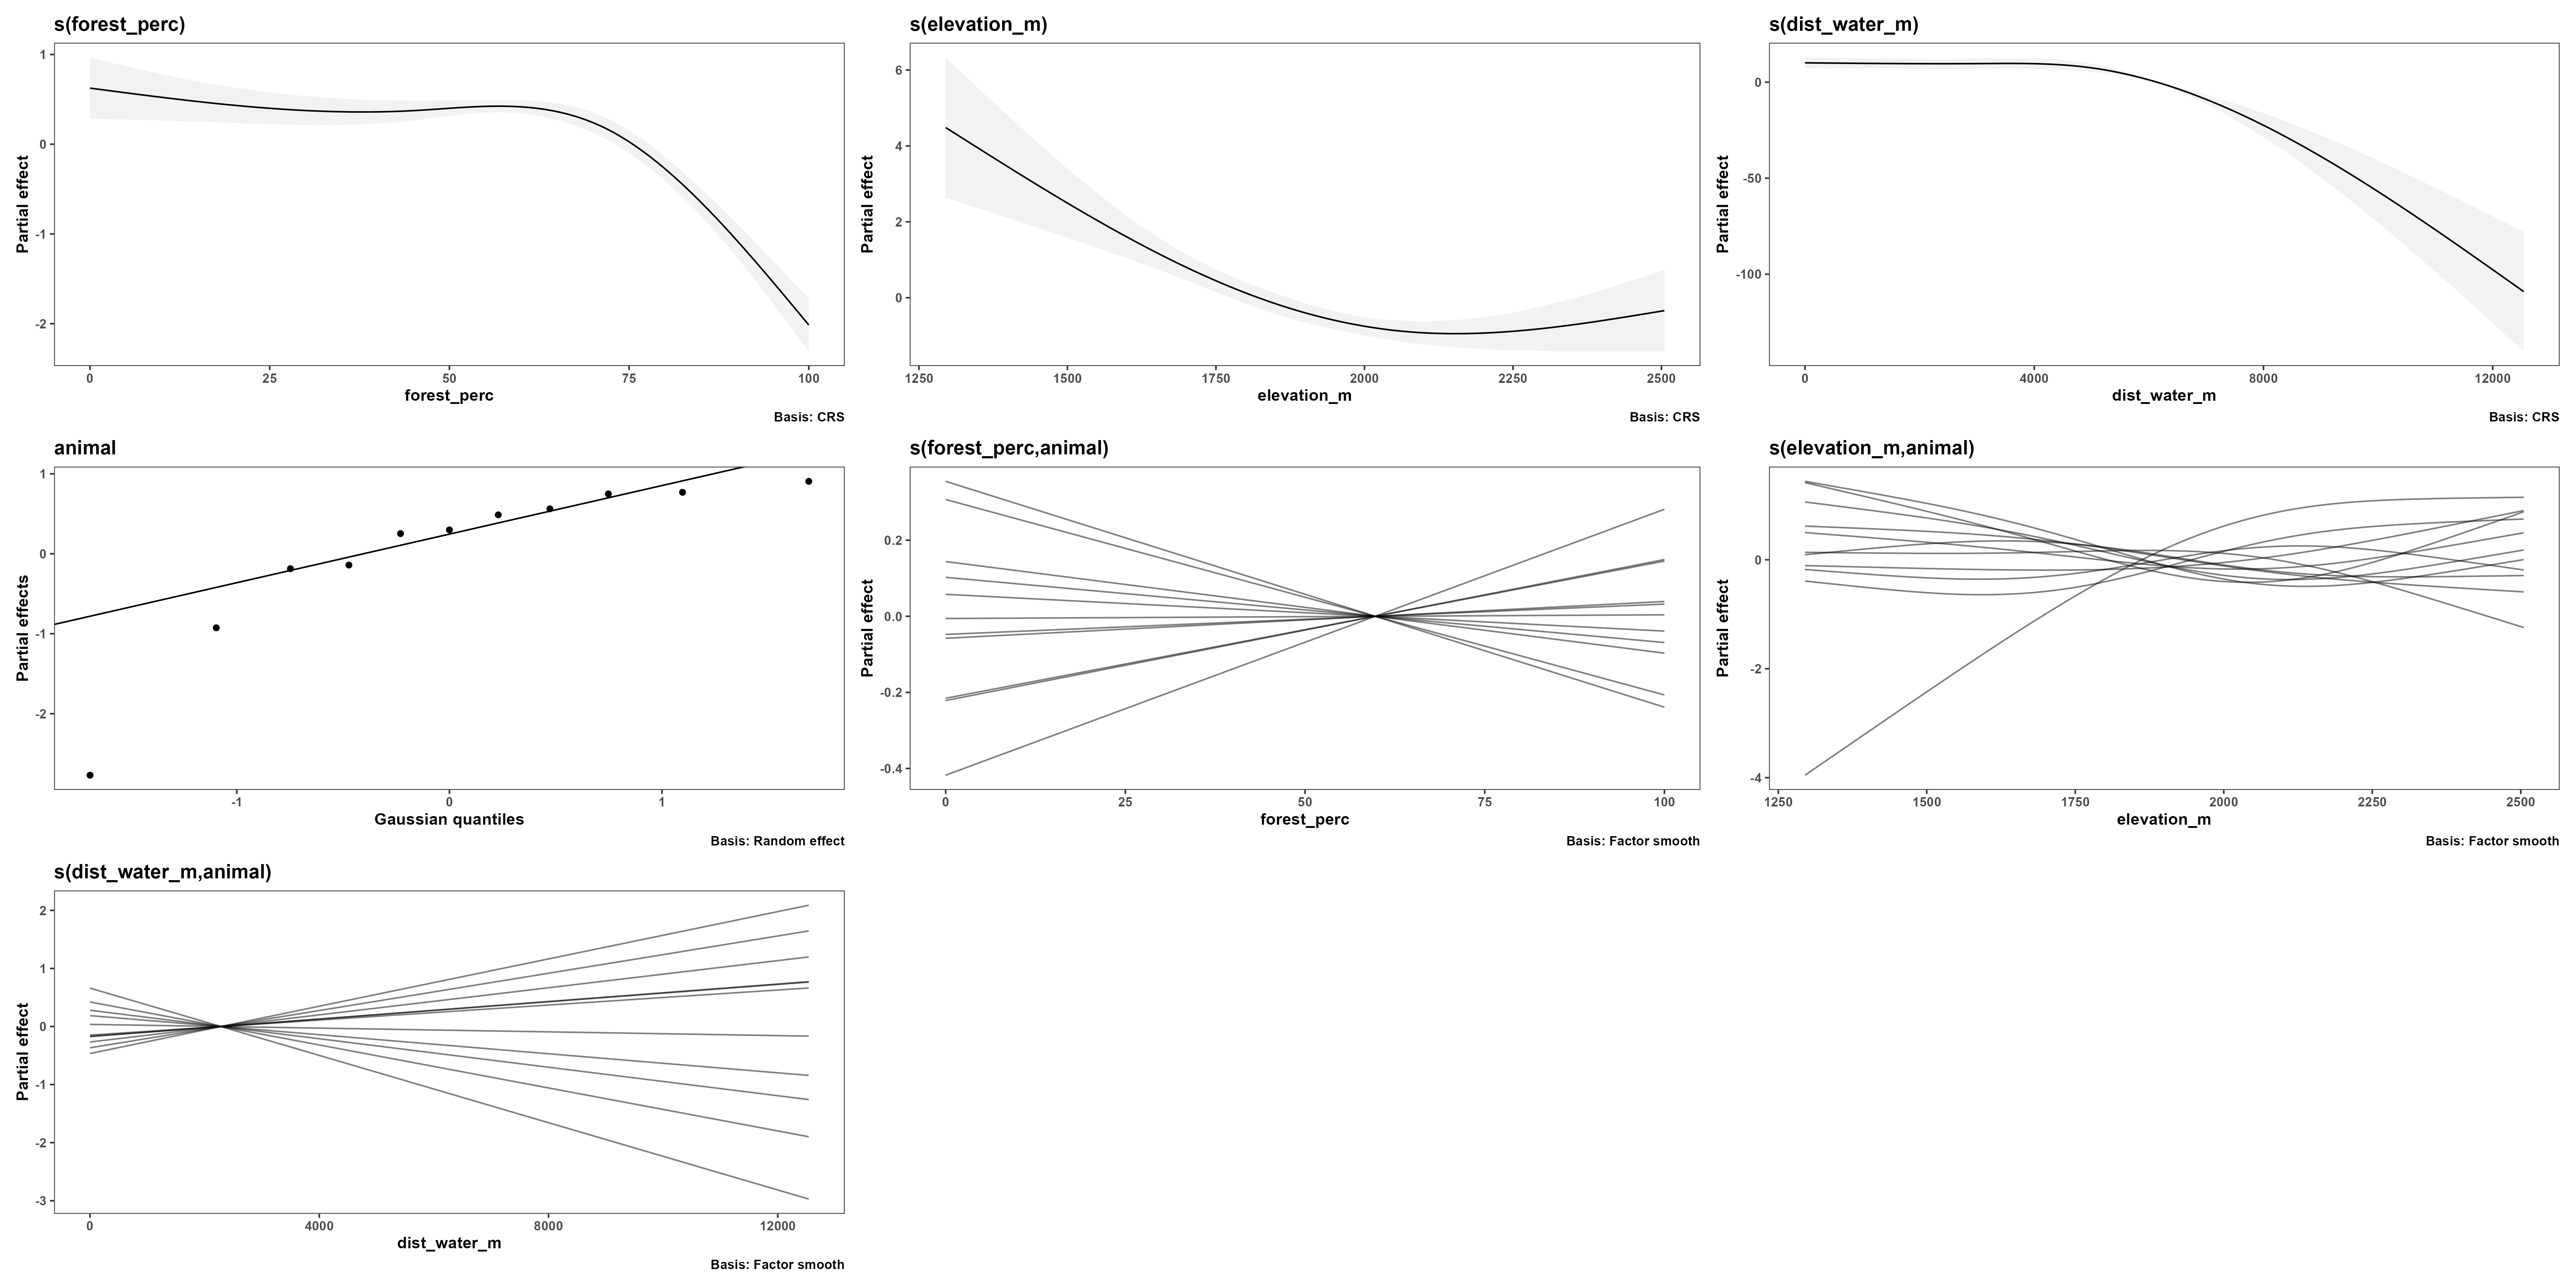 s(forest_perc)
1
0
-1
-2
Partial effect
0 25 50 75 100
forest_perc
Basis: CRS
s(elevation_m)
6
4
2
0
Partial effect
1250 1500 1750 2000 2250 2500
elevation_m
Basis: CRS
s(dist_water_m)
0
-50
-100
Partial effect
0 4000 8000 12000
dist_water_m
Basis: CRS
animal
1
0
-1
-2
Partial effects
-1 0 1
Gaussian quantiles
Basis: Random effect
s(forest_perc,animal)
0.2
0.0
-0.2
-0.4
Partial effect
0 25 50 75 100
forest_perc
Basis: Factor smooth
s(elevation_m,animal)
0
-2
-4
Partial effect
1250 1500 1750 2000 2250 2500
elevation_m
Basis: Factor smooth
s(dist_water_m,animal)
2
1
0
-1
-2
-3
Partial effect
0 4000 8000 12000
dist_water_m
Basis: Factor smooth